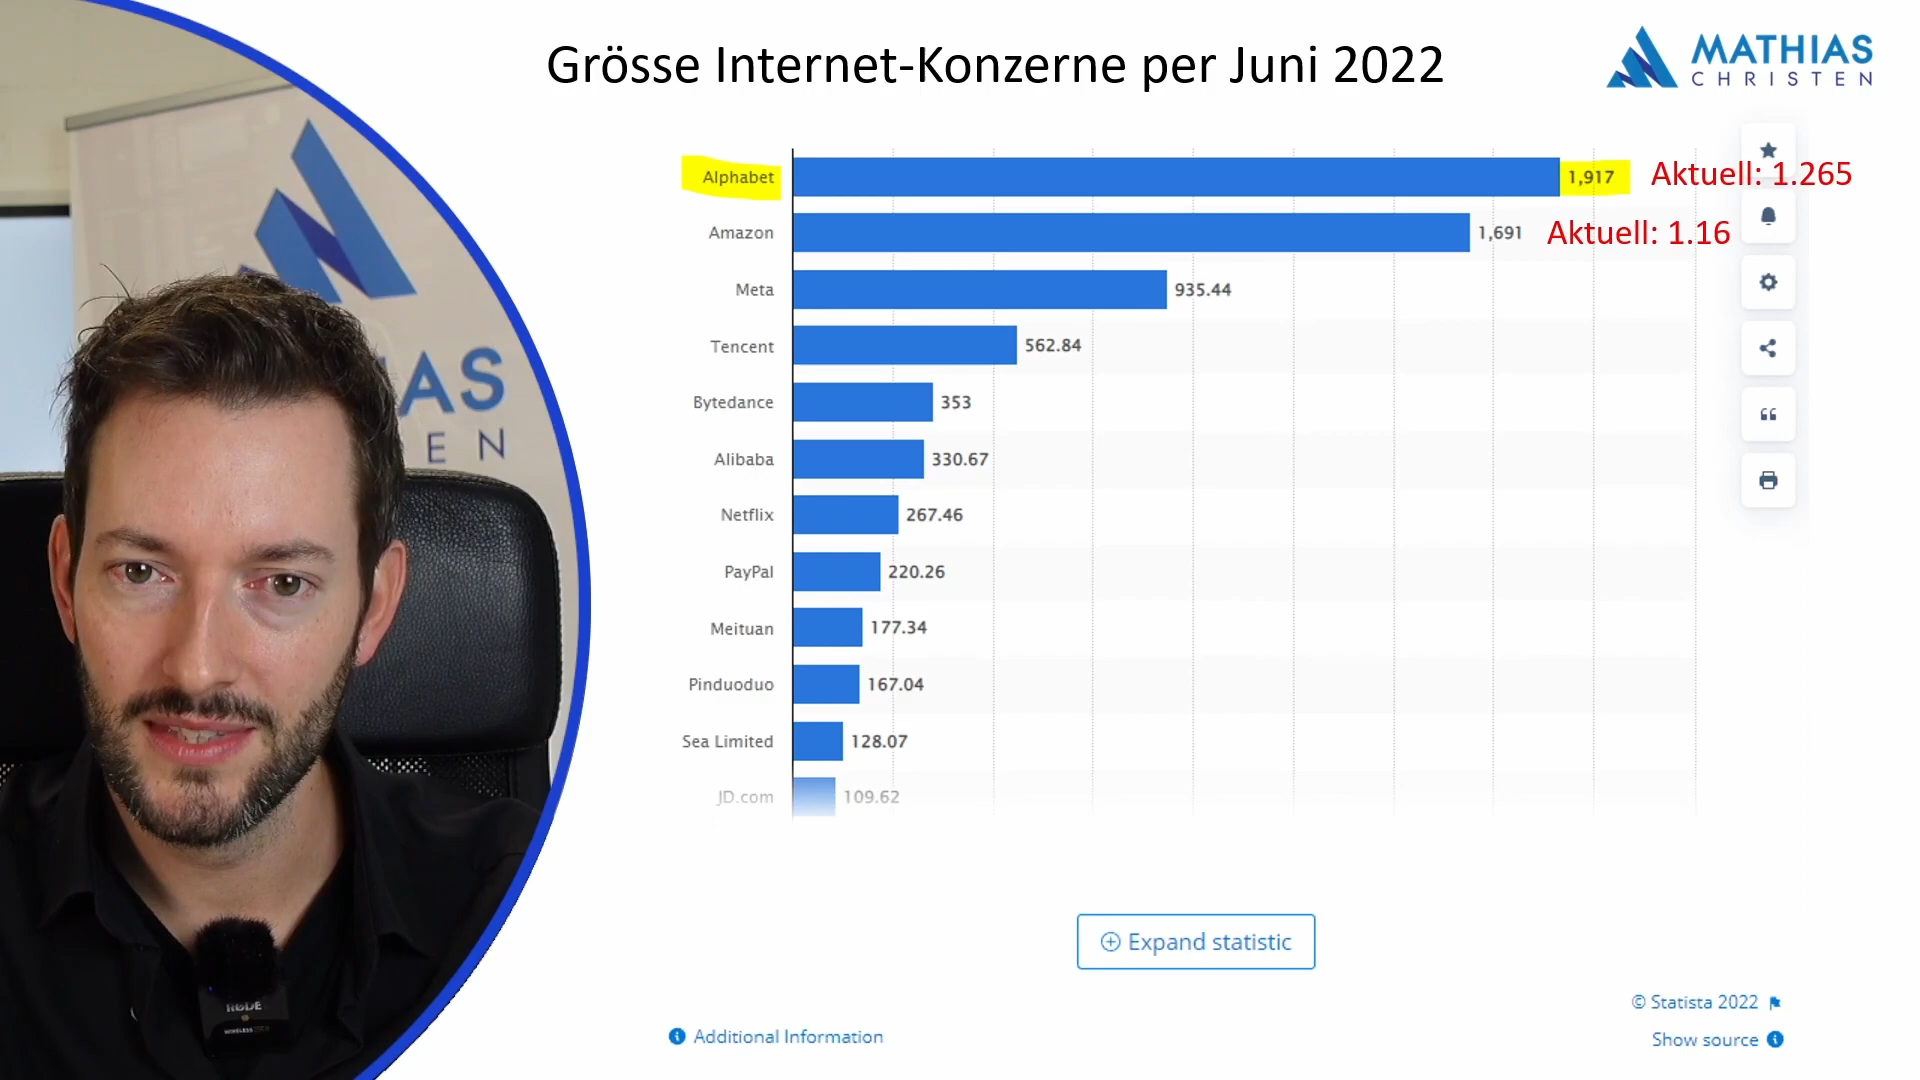 Grösse Internet-Konzerne per Juni 2022
MATHIAS
CHRISTEN
Alphabet 1,917 Aktuell: 1.265
Amazon 1,691 Aktuell: 1.16
Meta 935.44
Tencent 562.84
Bytedance 353
Alibaba 330.67
Netflix 267.46
PayPal 220.26
Meituan 177.34
Pinduoduo 167.04
Sea Limited 128.07
JD.com 109.62
Expand statistic
© Statista 2022
Additional Information
Show source
AS
EN
RØDE
WIRELESS